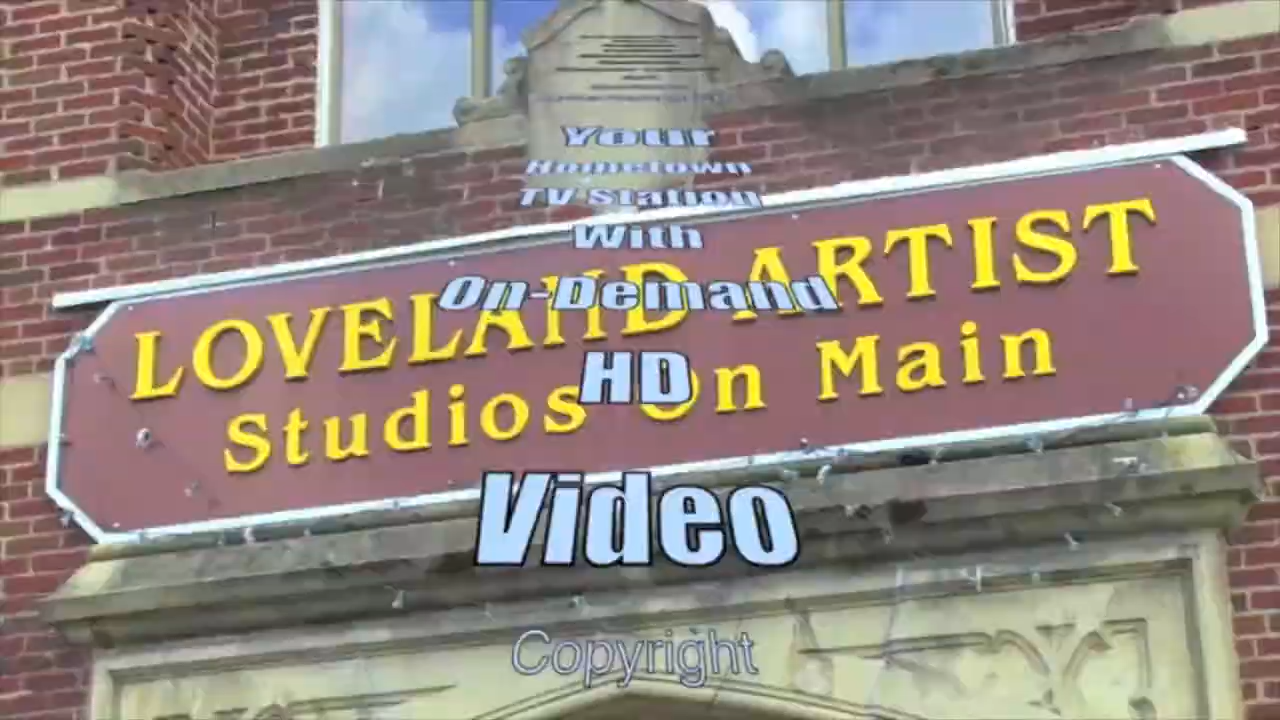 Your
Hometown
TV Station
With
On-Demand
HD
Video
Copyright
LOVELAND ARTIST
Studios On Main